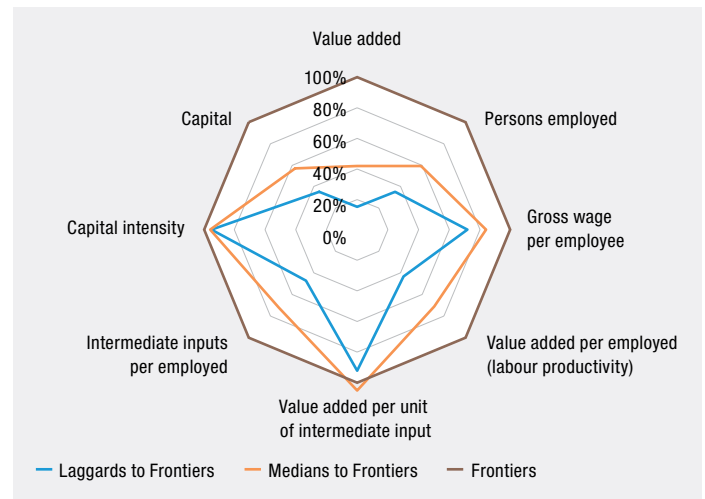 Value added
100%
80%
60%
40%
20%
0%
Persons employed
Gross wage
per employee
Value added per employed
(labour productivity)
Value added per unit
of intermediate input
Intermediate inputs
per employed
Capital intensity
Capital
Laggards to Frontiers
Medians to Frontiers
Frontiers